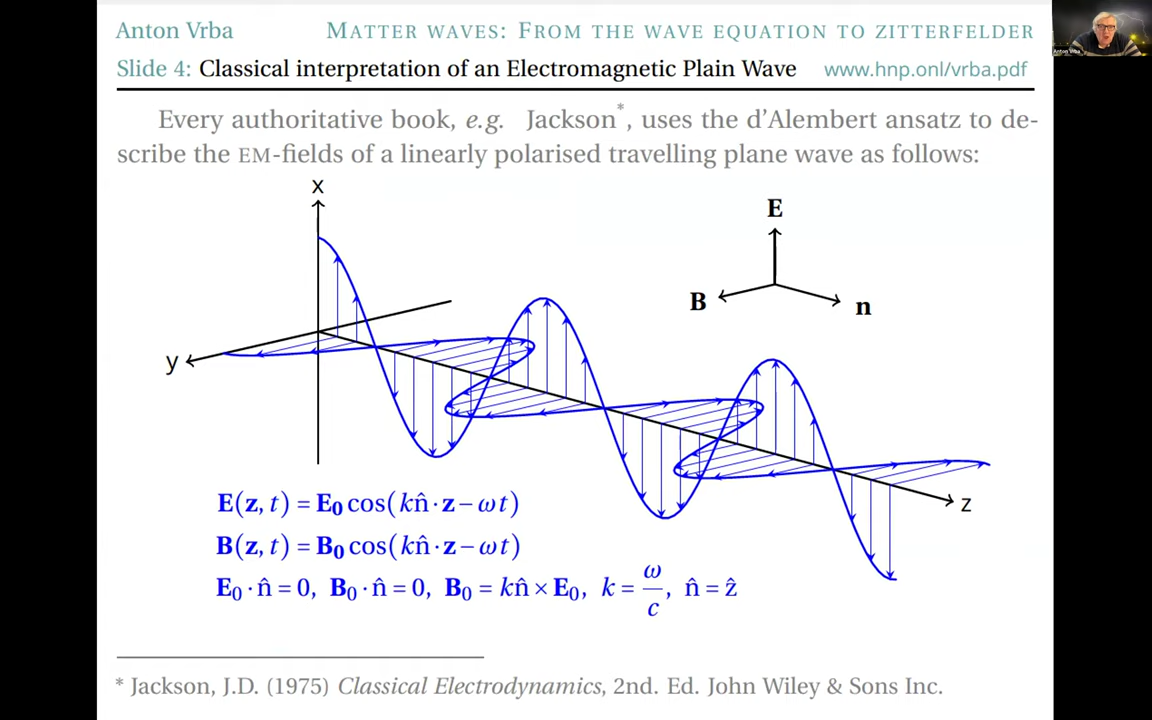 Anton Vrba MATTER WAVES: FROM THE WAVE EQUATION TO ZITTERFELDER
Slide 4: Classical interpretation of an Electromagnetic Plain Wave www.hnp.onl/vrba.pdf
Anton Vrba
Every authoritative book, e.g. Jackson*, uses the d'Alembert ansatz to de-
scribe the EM-fields of a linearly polarised travelling plane wave as follows:
x
E
B
n
y
z
E(z, t) = E₀ cos(kn̂·z − ωt)
B(z, t) = B₀ cos(kn̂·z − ωt)
E₀·n̂ = 0, B₀·n̂ = 0, B₀ = kn̂ × E₀, k = ω/c, n̂ = ẑ
* Jackson, J.D. (1975) Classical Electrodynamics, 2nd. Ed. John Wiley & Sons Inc.